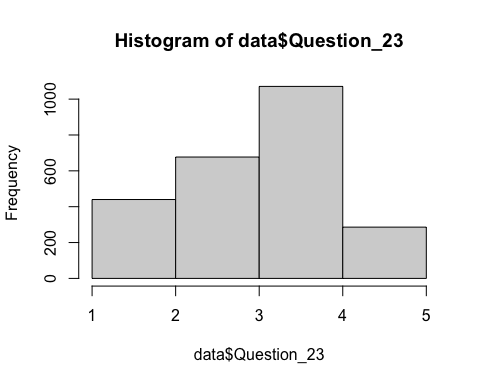 Histogram of data$Question_23
Frequency
1000
600
200
0
1 2 3 4 5
data$Question_23